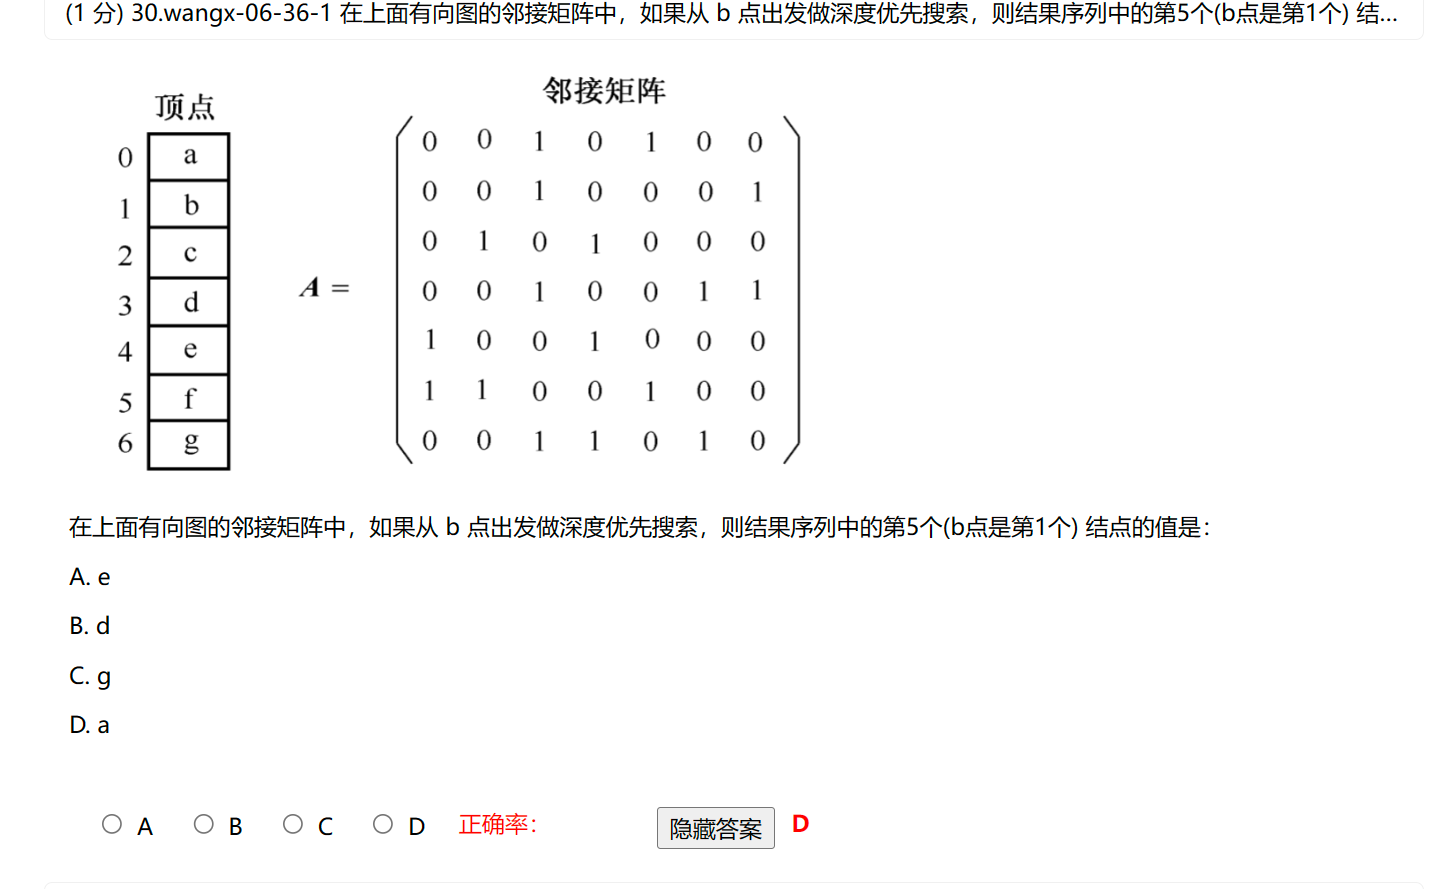 (1 分) 30.wangx-06-36-1 在上面有向图的邻接矩阵中，如果从 b 点出发做深度优先搜索，则结果序列中的第5个(b点是第1个) 结...
邻接矩阵
顶点
0 a
1 b
2 c
3 d
4 e
5 f
6 g
A =
0 0 1 0 1 0 0
0 0 1 0 0 0 1
0 1 0 1 0 0 0
0 0 1 0 0 1 1
1 0 0 1 0 0 0
1 1 0 0 1 0 0
0 0 1 1 0 1 0
在上面有向图的邻接矩阵中，如果从 b 点出发做深度优先搜索，则结果序列中的第5个(b点是第1个) 结点的值是：
A. e
B. d
C. g
D. a
A B C D 正确率： 隐藏答案 D